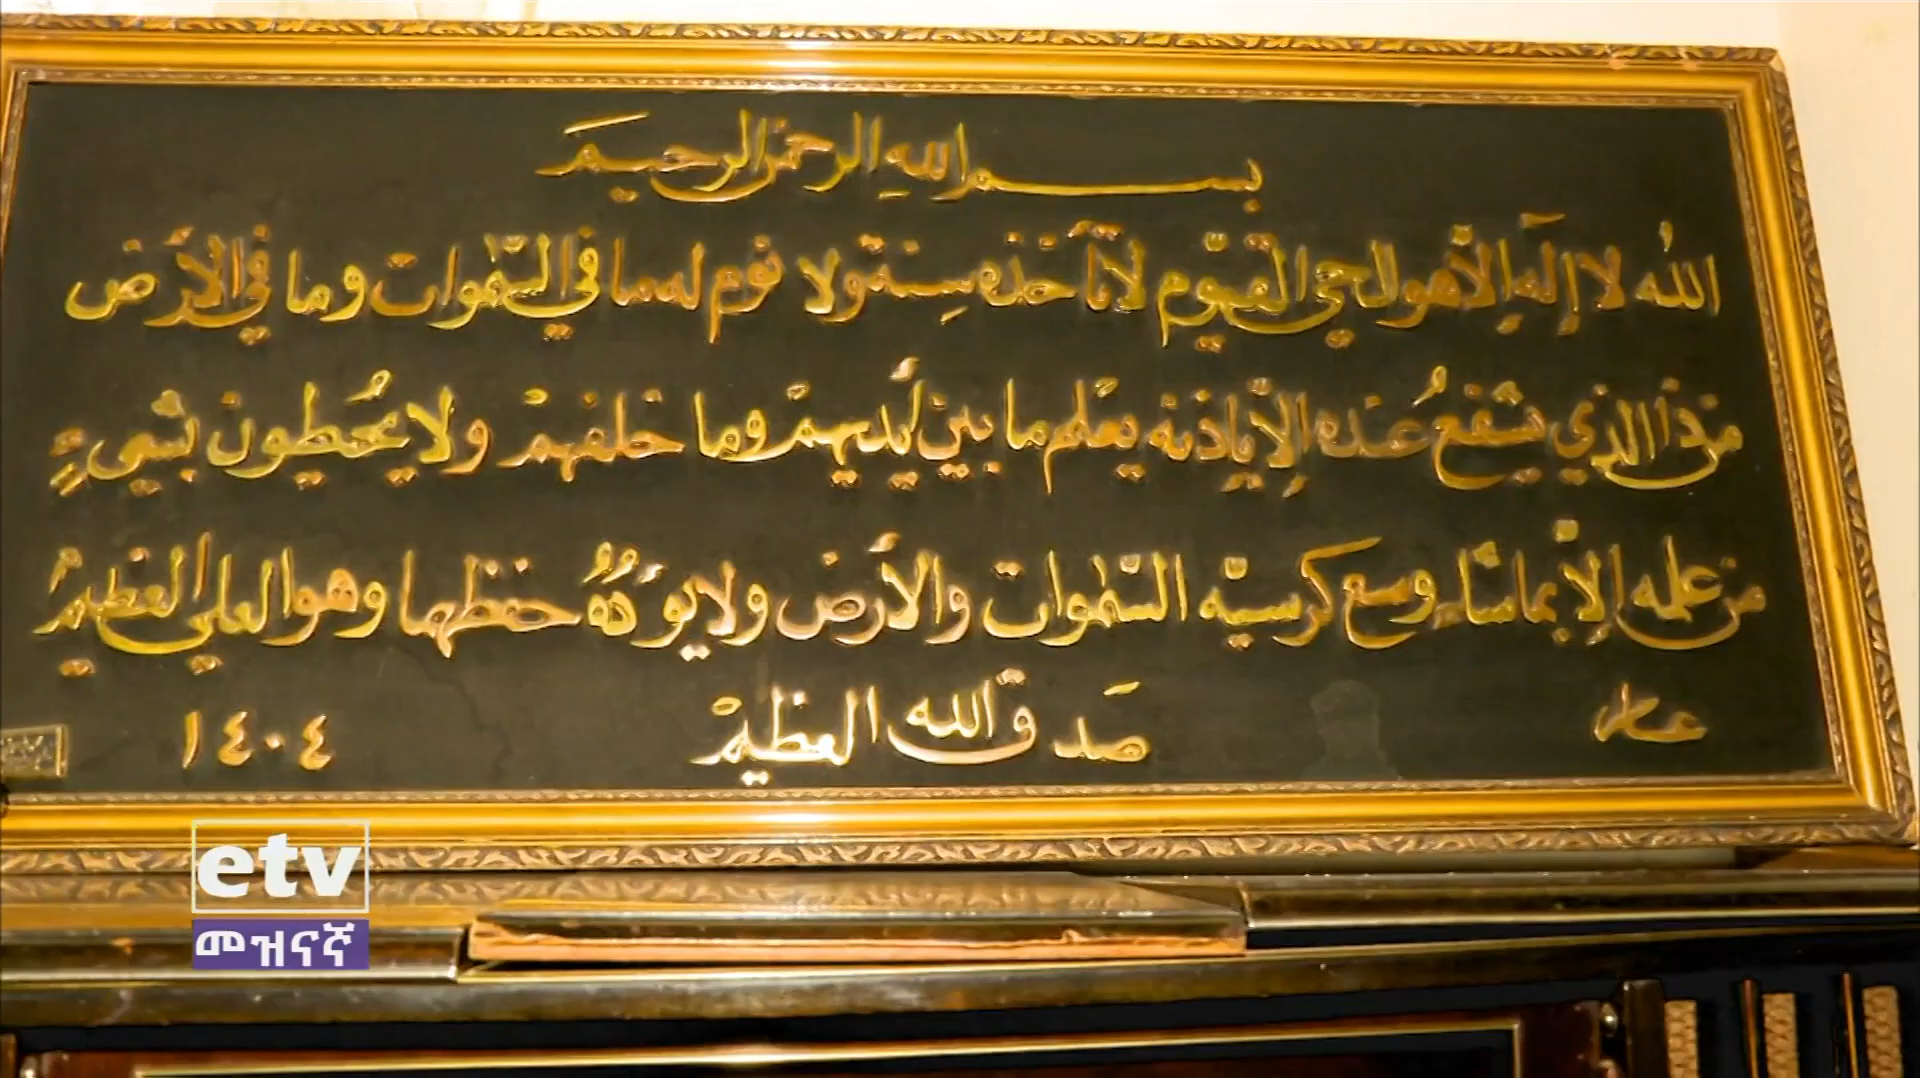 بسم الله الرحمن الرحيم
الله لا إله إلا هو الحي القيوم لا تأخذه سنة ولا نوم له ما في السموات وما في الأرض
من ذا الذي يشفع عنده إلا بإذنه يعلم ما بين أيديهم وما خلفهم ولا يحيطون بشيء
من علمه إلا بما شاء وسع كرسيه السموات والأرض ولا يؤده حفظها وهو العلي العظيم
صدق الله العظيم
١٤٠٤
etv
መዝናኛ